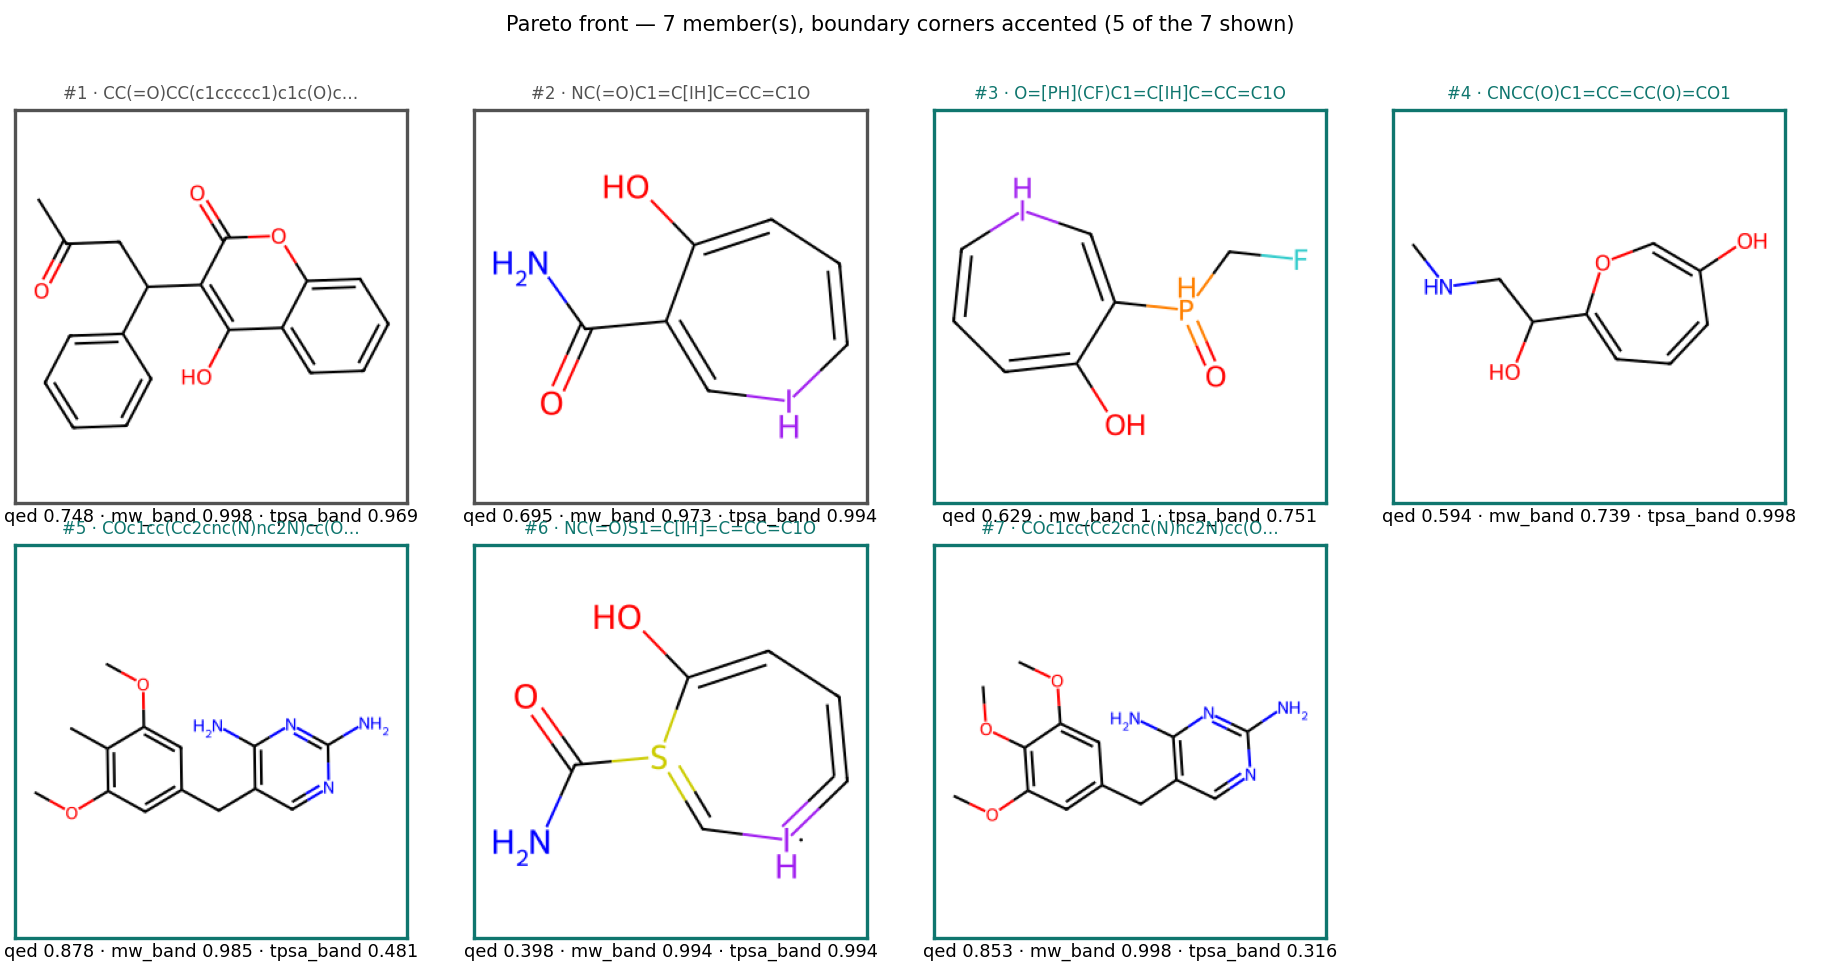 Pareto front — 7 member(s), boundary corners accented (5 of the 7 shown)
#1 · CC(=O)CC(c1ccccc1)c1c(O)c...
#2 · NC(=O)C1=C[IH]C=CC=C1O
#3 · O=[PH](CF)C1=C[IH]C=CC=C1O
#4 · CNCC(O)C1=CC=CC(O)=CO1
O
O
O
HO
HO
H2N
O
I
H
H
I
H
P
F
O
OH
O
OH
HN
HO
qed 0.748 · mw_band 0.998 · tpsa_band 0.969
qed 0.695 · mw_band 0.973 · tpsa_band 0.994
qed 0.629 · mw_band 1 · tpsa_band 0.751
qed 0.594 · mw_band 0.739 · tpsa_band 0.998
#5 · COc1cc(Cc2cnc(N)nc2N)cc(O...
#6 · NC(=O)S1=C[IH]=C=CC=C1O
#7 · COc1cc(Cc2cnc(N)nc2N)cc(O...
O
H2N
N
NH2
N
O
HO
O
S
H2N
I
H
O
O
H2N
N
NH2
N
O
qed 0.878 · mw_band 0.985 · tpsa_band 0.481
qed 0.398 · mw_band 0.994 · tpsa_band 0.994
qed 0.853 · mw_band 0.998 · tpsa_band 0.316